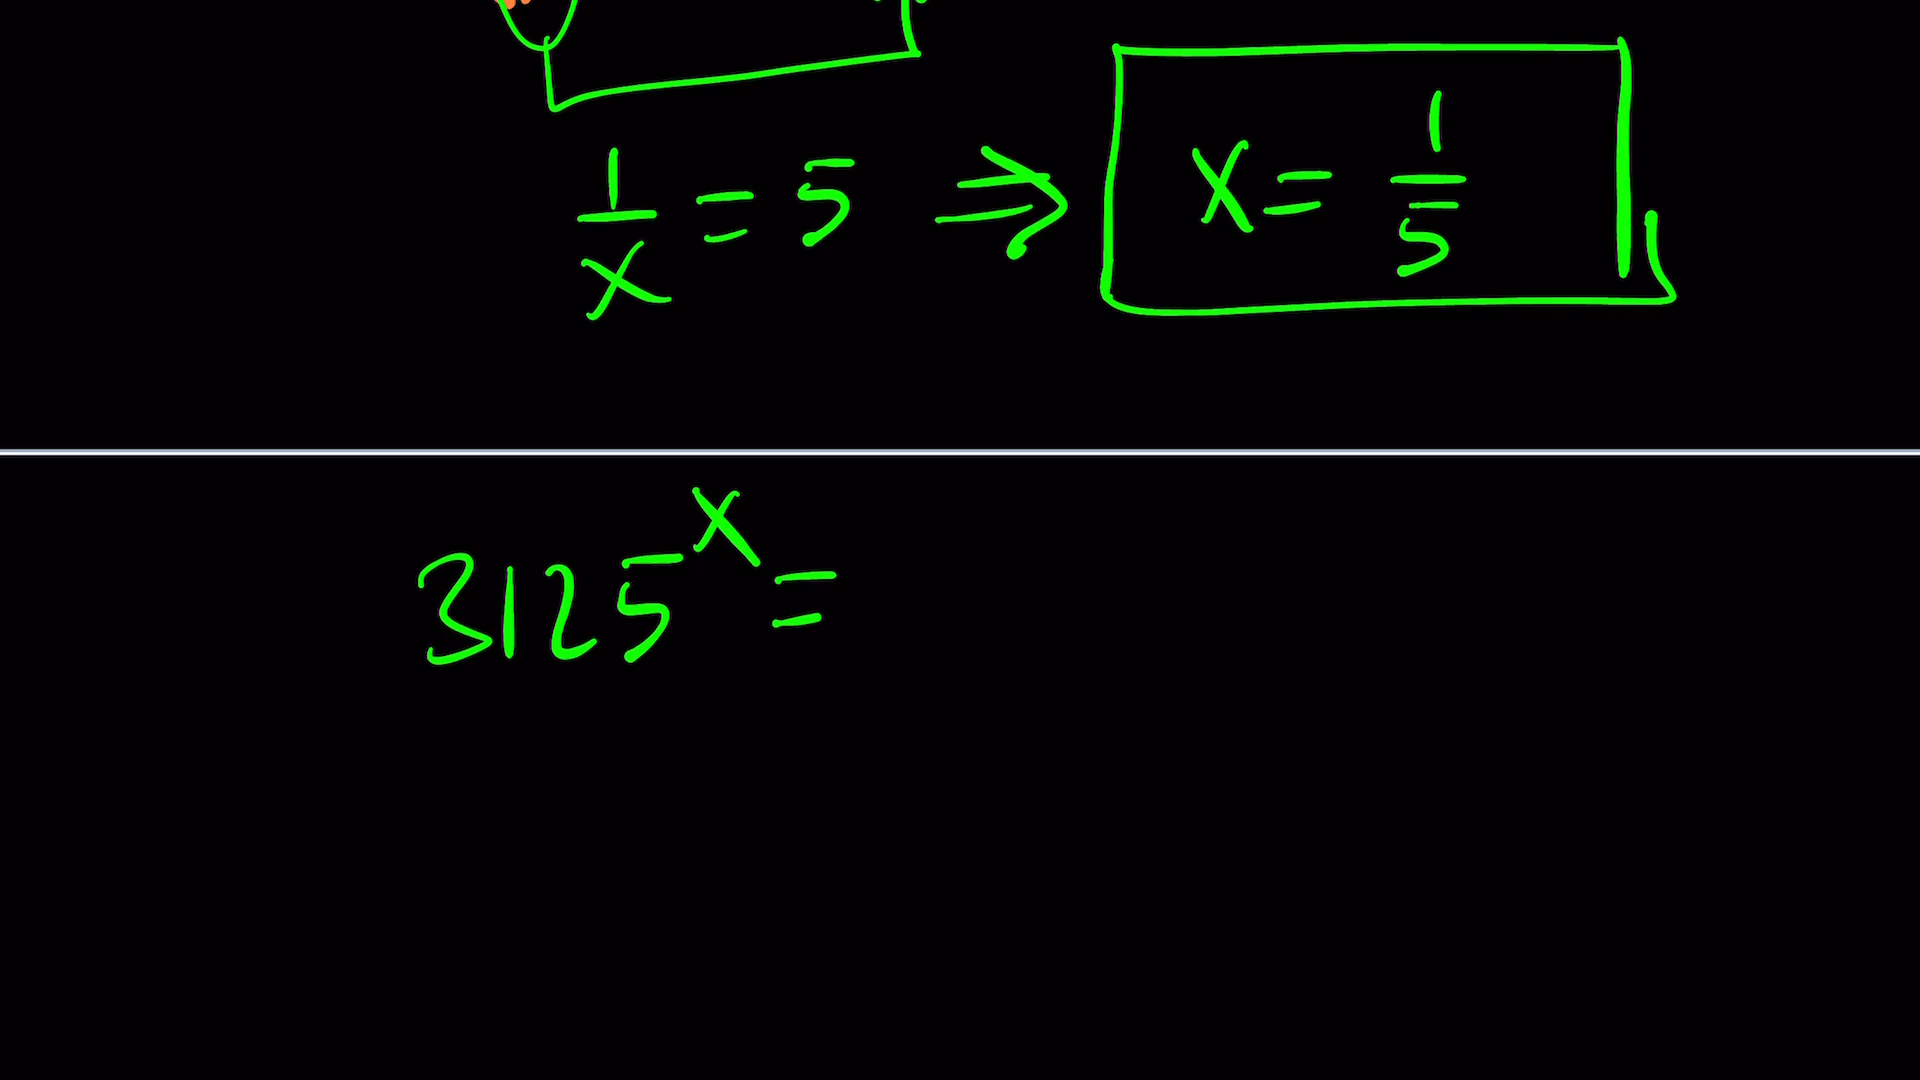 1/x = 5 ⇒ x = 1/5
3125^x =